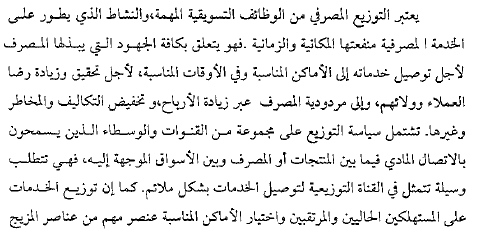 يعتبر التوزيع المصرفي من الوظائف التسويقية المهمة،والنشاط الذي يطور على
الخدمة المصرفية منفعتها المكانية والزمانية .فهو يتعلق بكافة الجهود التي يبذلها المصرف
لأجل توصيل خدماته إلى الأماكن المناسبة وفي الأوقات المناسبة، لأجل تحقيق وزيادة رضا
العملاء وولائهم، وإلى مردودية المصرف عبر زيادة الأرباح،و تخفيض التكاليف والمخاطر
وغيرها. تشتمل سياسة التوزيع على مجموعة من القنوات والوسطاء الذين يسمحون
بالاتصال المادي فيما بين المنتجات أو المصرف وبين الأسواق الموجهة إليه، فهي تتطلب
وسيلة تتمثل في القناة التوزيعية لتوصيل الخدمات بشكل ملائم. كما إن توزيع الخدمات
على المستهلكين الحاليين والمرتقبين واختيار الأماكن المناسبة عنصر مهم من عناصر المزيج